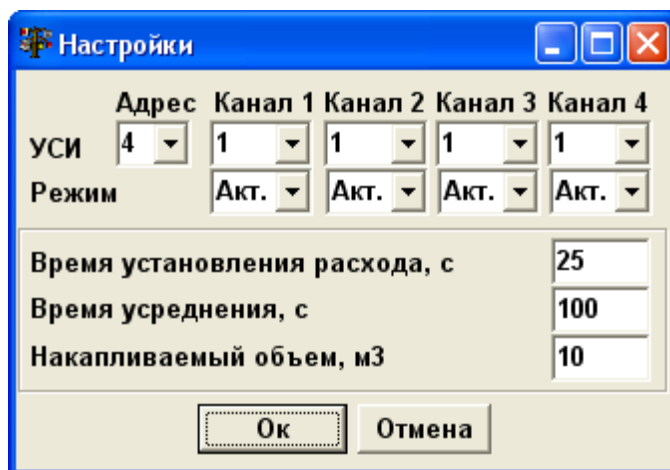 Настройки
Адрес Канал 1 Канал 2 Канал 3 Канал 4
УСИ 4 1 1 1 1
Режим Акт. Акт. Акт. Акт.
Время установления расхода, с 25
Время усреднения, с 100
Накапливаемый объем, м3 10
Ок Отмена